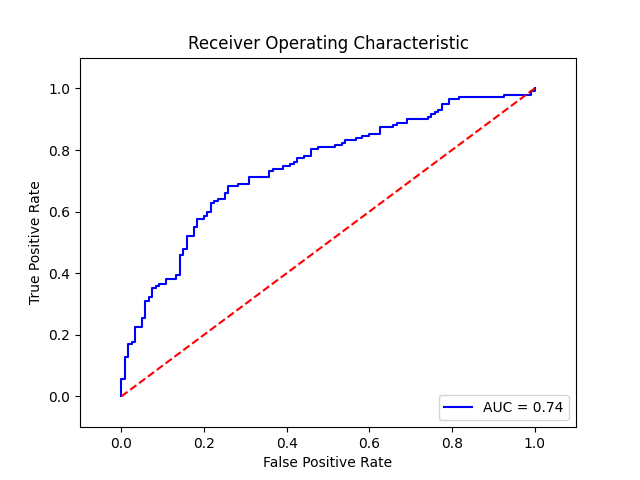 Receiver Operating Characteristic
True Positive Rate
1.0
0.8
0.6
0.4
0.2
0.0
AUC = 0.74
0.0 0.2 0.4 0.6 0.8 1.0
False Positive Rate